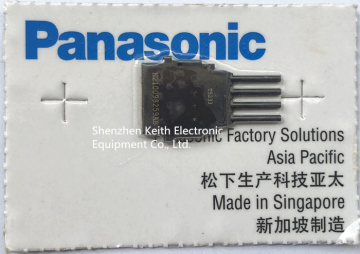 Panasonic
Shenzhen Keith Electronic
Equipment Co., Ltd
sonic Factory Solutions
Asia Pacific
松下生产科技亚太
Made in Singapore
新加坡制造